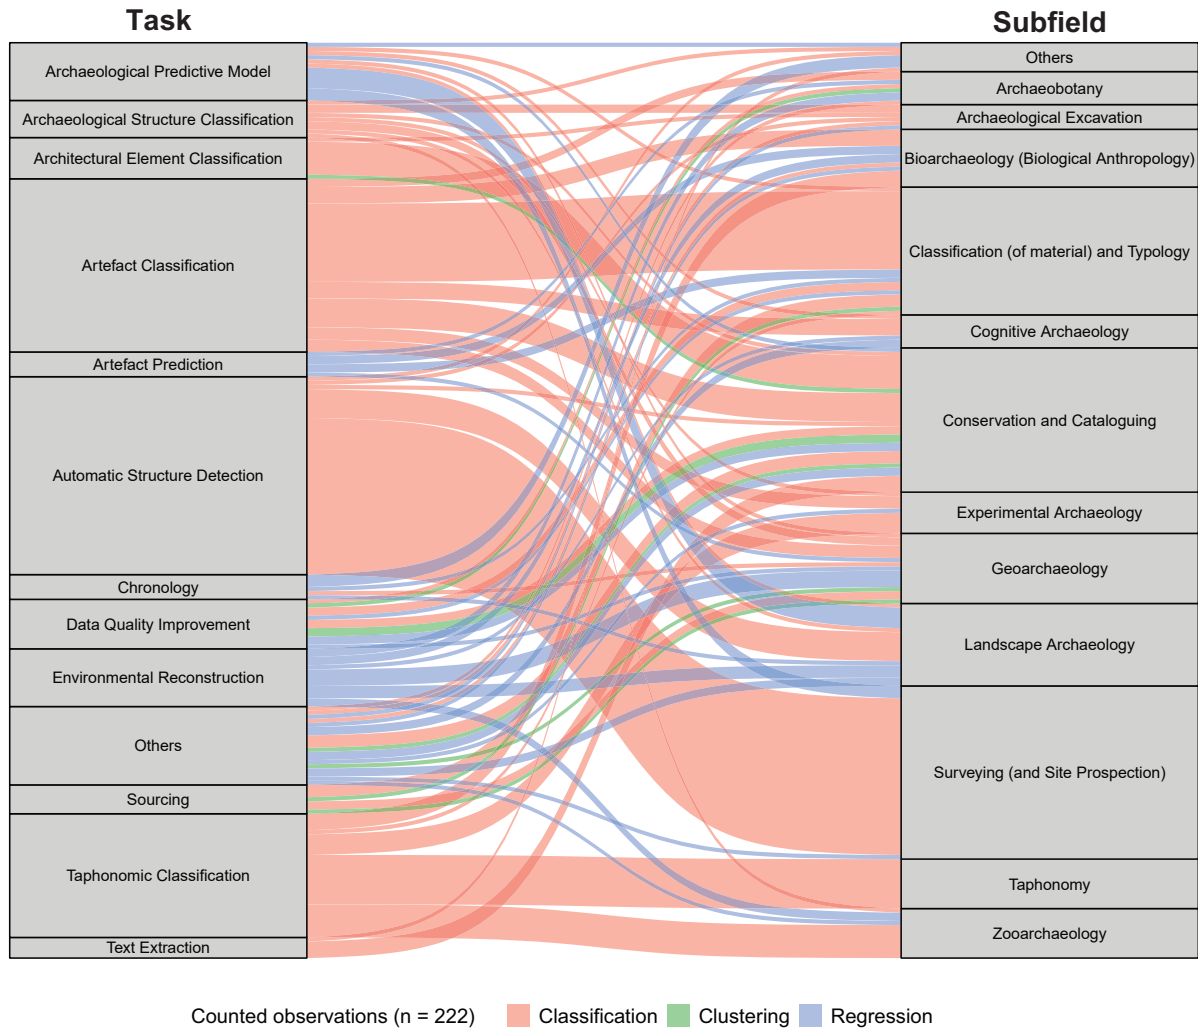 Task
Subfield
Archaeological Predictive Model
Archaeological Structure Classification
Architectural Element Classification
Artefact Classification
Artefact Prediction
Automatic Structure Detection
Chronology
Data Quality Improvement
Environmental Reconstruction
Others
Sourcing
Taphonomic Classification
Text Extraction
Others
Archaeobotany
Archaeological Excavation
Bioarchaeology (Biological Anthropology)
Classification (of material) and Typology
Cognitive Archaeology
Conservation and Cataloguing
Experimental Archaeology
Geoarchaeology
Landscape Archaeology
Surveying (and Site Prospection)
Taphonomy
Zooarchaeology
Counted observations (n = 222) Classification Clustering Regression